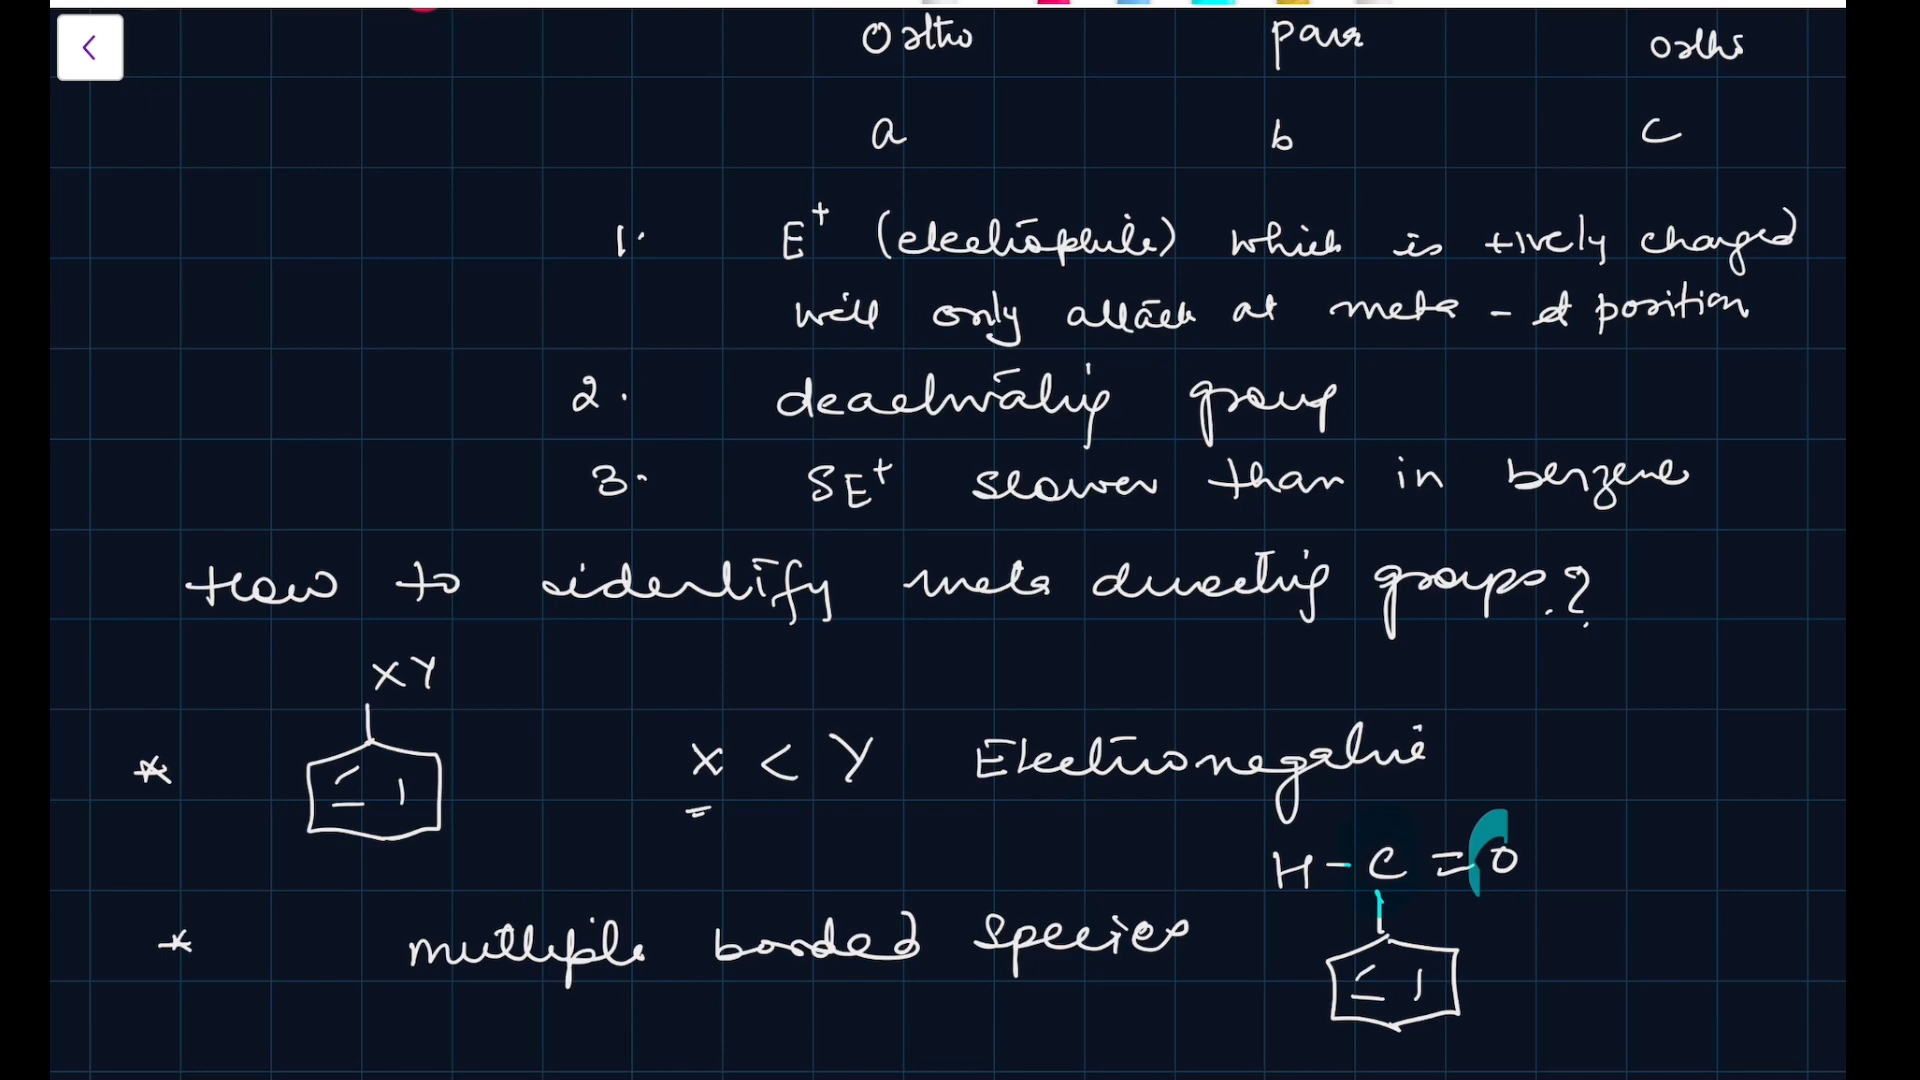 Ortho para ortho
a b c
1. E+ (electrophile) which is +ively charged
will only attack at meta - position
2. deactivating group
3. SE+ slower than in benzene
How to identify meta directing groups?
XY
* X < Y Electronegative
H - C = O
* multiple bonded species